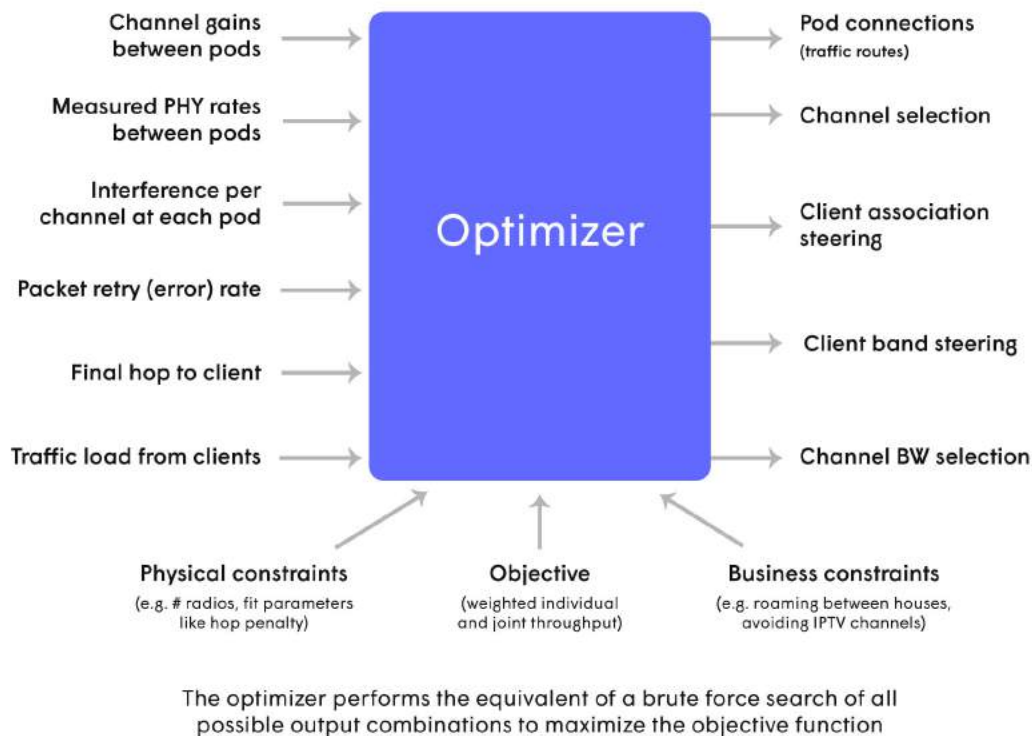 Channel gains
between pods
Measured PHY rates
between pods
Interference per
channel at each pod
Packet retry (error) rate
Final hop to client
Traffic load from clients
Optimizer
Pod connections
(traffic routes)
Channel selection
Client association
steering
Client band steering
Channel BW selection
Physical constraints
(e.g. # radios, fit parameters
like hop penalty)
Objective
(weighted individual
and joint throughput)
Business constraints
(e.g. roaming between houses,
avoiding IPTV channels)
The optimizer performs the equivalent of a brute force search of all
possible output combinations to maximize the objective function